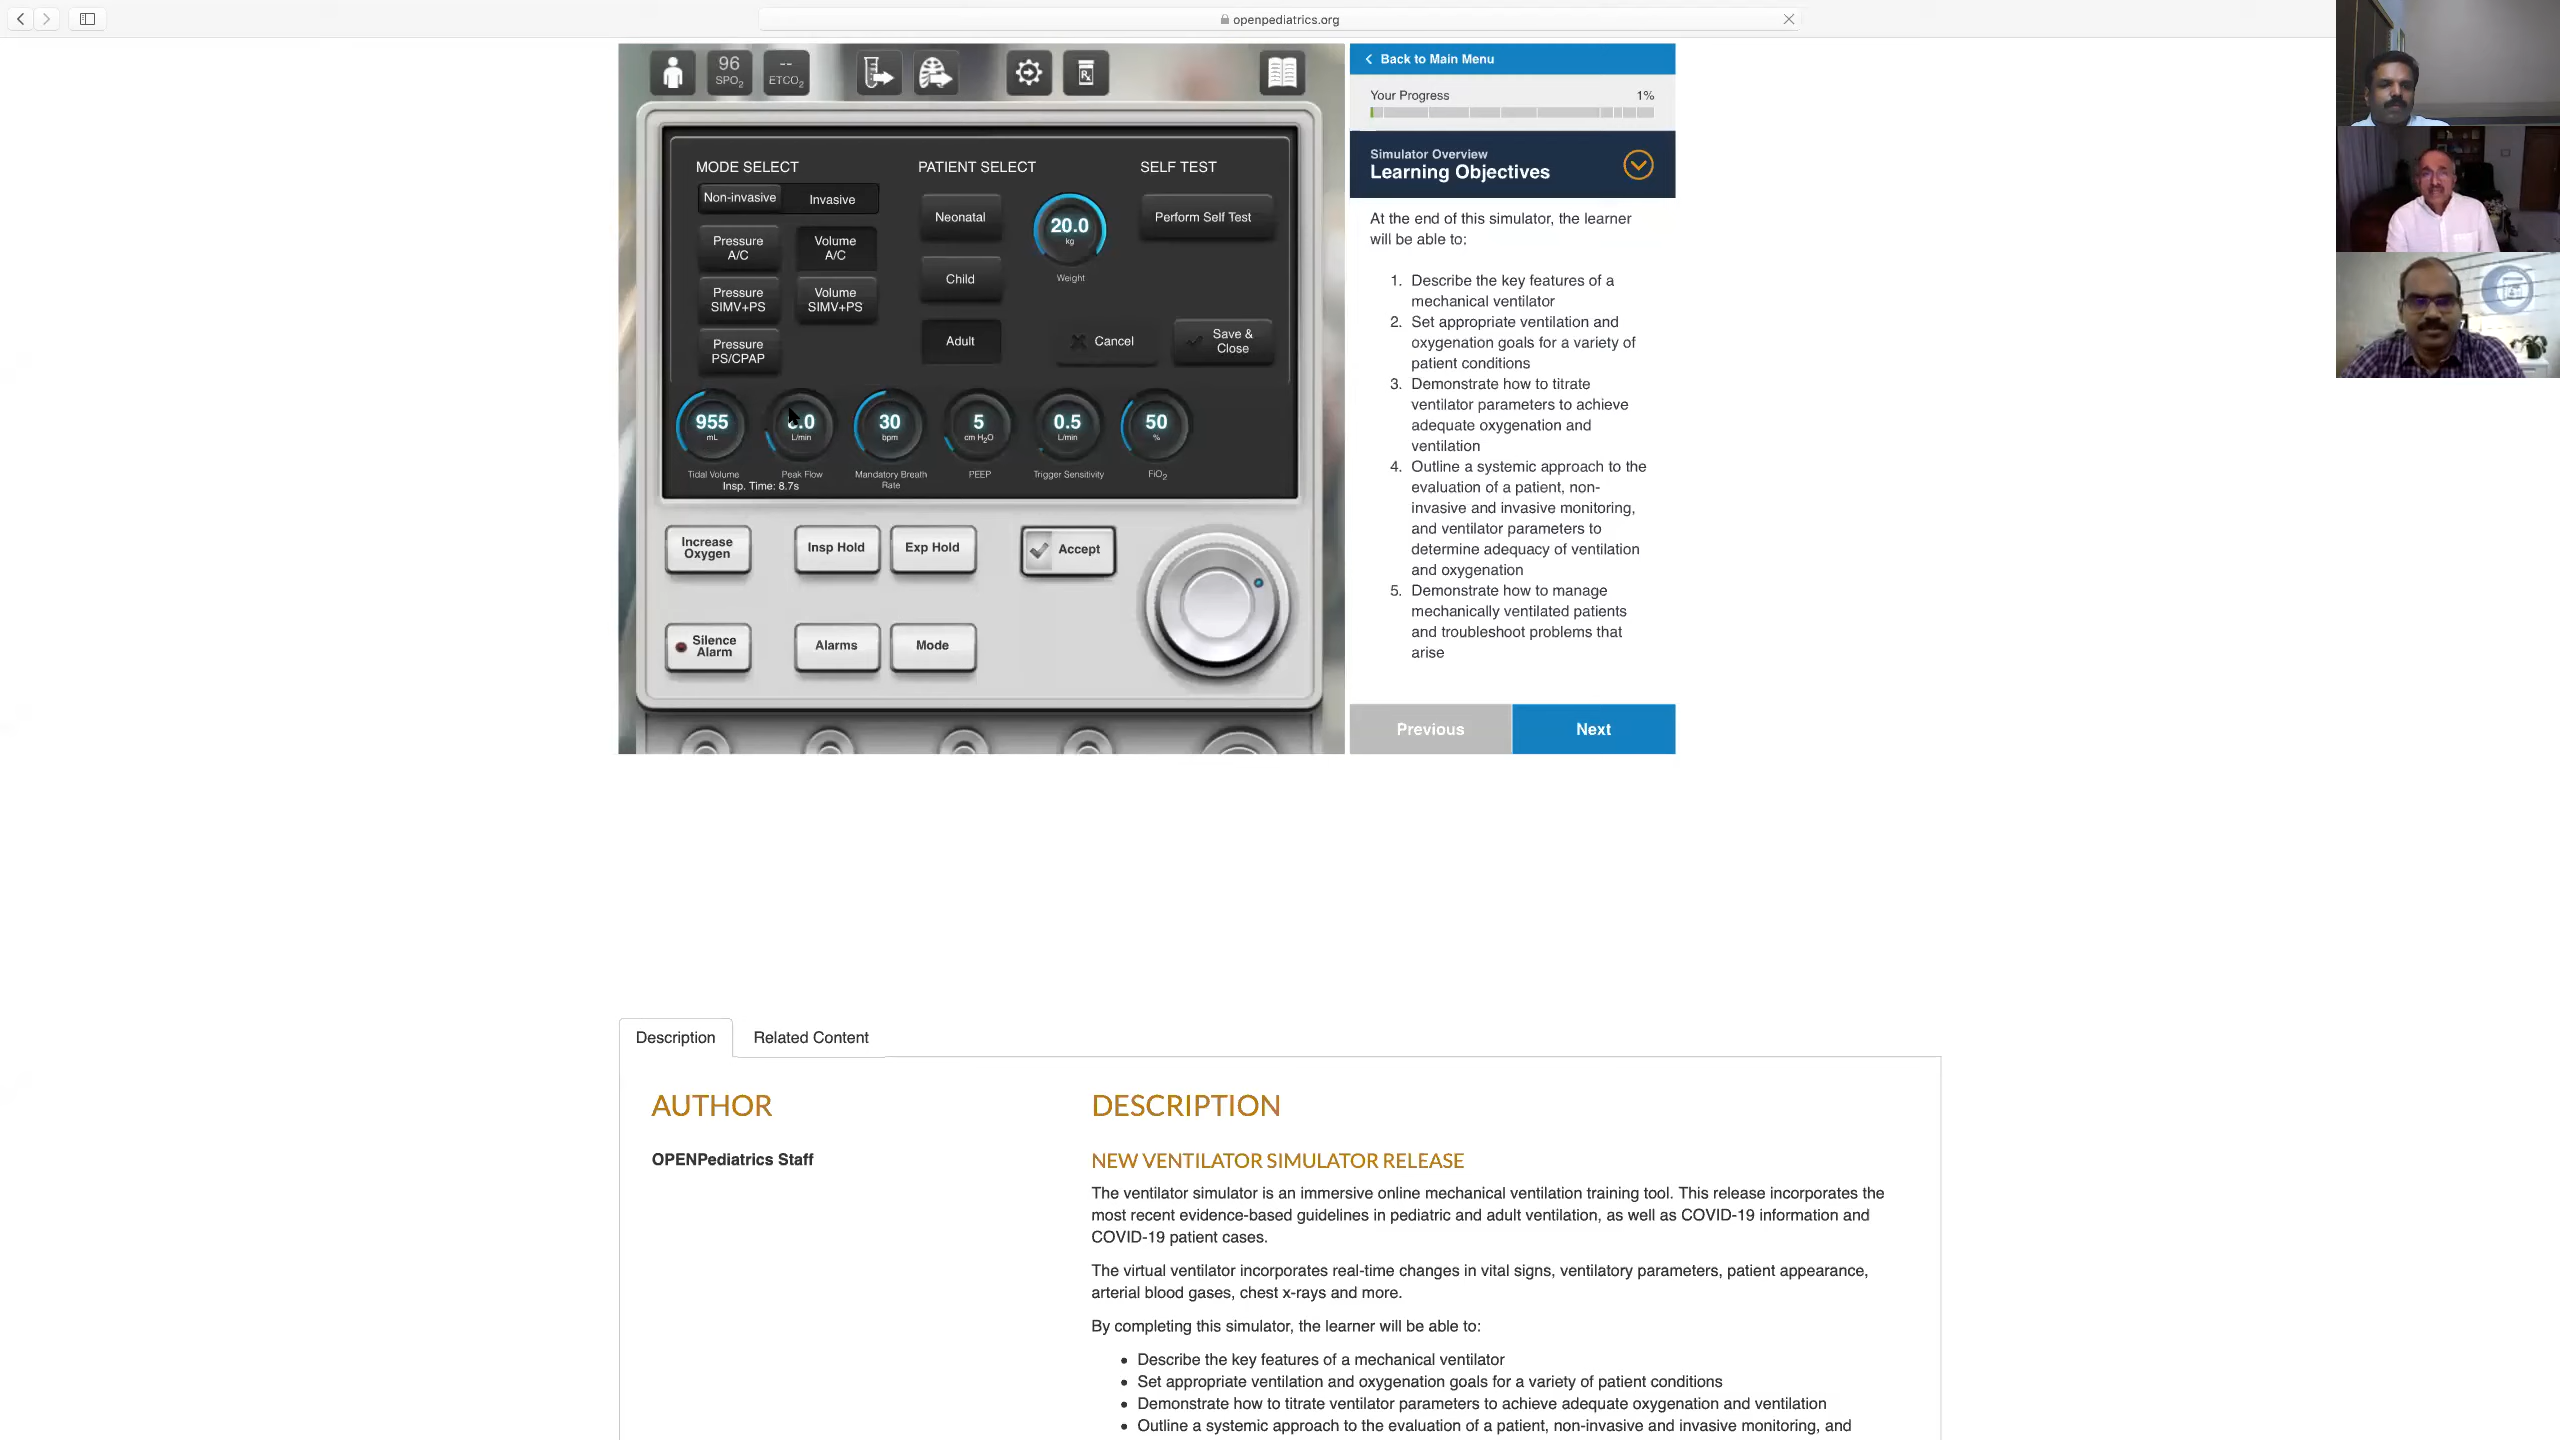 openpediatrics.org
96
SPO2
--
ETCO2
Rx
MODE SELECT
Non-invasive
Invasive
Pressure
A/C
Volume
A/C
Pressure
SIMV+PS
Volume
SIMV+PS
Pressure
PS/CPAP
PATIENT SELECT
Neonatal
Child
Adult
20.0
kg
Weight
SELF TEST
Perform Self Test
Cancel
Save &
Close
955
mL
Tidal Volume
.0
L/min
Peak Flow
Insp. Time: 8.7s
30
bpm
Mandatory Breath
Rate
5
cm H2O
PEEP
0.5
L/min
Trigger Sensitivity
50
%
FiO2
Increase
Oxygen
Insp Hold
Exp Hold
Accept
Silence
Alarm
Alarms
Mode
Back to Main Menu
Your Progress
1%
Simulator Overview
Learning Objectives
At the end of this simulator, the learner
will be able to:
1. Describe the key features of a
mechanical ventilator
2. Set appropriate ventilation and
oxygenation goals for a variety of
patient conditions
3. Demonstrate how to titrate
ventilator parameters to achieve
adequate oxygenation and
ventilation
4. Outline a systemic approach to the
evaluation of a patient, non-
invasive and invasive monitoring,
and ventilator parameters to
determine adequacy of ventilation
and oxygenation
5. Demonstrate how to manage
mechanically ventilated patients
and troubleshoot problems that
arise
Previous
Next
Description
Related Content
AUTHOR
OPENPediatrics Staff
DESCRIPTION
NEW VENTILATOR SIMULATOR RELEASE
The ventilator simulator is an immersive online mechanical ventilation training tool. This release incorporates the
most recent evidence-based guidelines in pediatric and adult ventilation, as well as COVID-19 information and
COVID-19 patient cases.
The virtual ventilator incorporates real-time changes in vital signs, ventilatory parameters, patient appearance,
arterial blood gases, chest x-rays and more.
By completing this simulator, the learner will be able to:
• Describe the key features of a mechanical ventilator
• Set appropriate ventilation and oxygenation goals for a variety of patient conditions
• Demonstrate how to titrate ventilator parameters to achieve adequate oxygenation and ventilation
• Outline a systemic approach to the evaluation of a patient, non-invasive and invasive monitoring, and